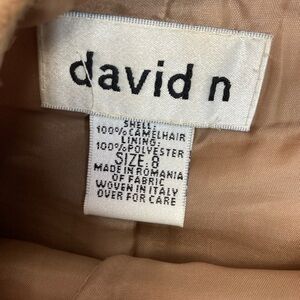 david n
SHELL:
100% CAMELHAIR
LINING:
100% POLYESTER
SIZE: 8
MADE IN ROMANIA
OF FABRIC
WOVEN IN ITALY
OVER FOR CARE